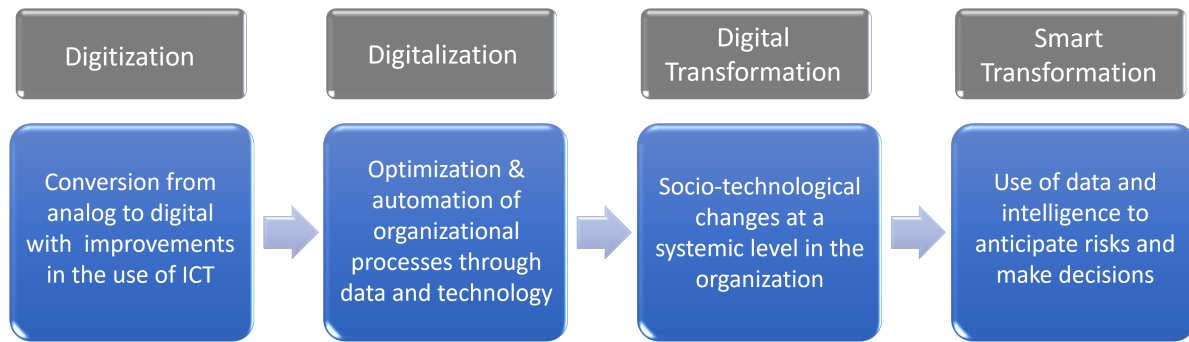 Digitization
Digitalization
Digital
Transformation
Smart
Transformation
Conversion from
analog to digital
with improvements
in the use of ICT
Optimization &
automation of
organizational
processes through
data and technology
Socio-technological
changes at a
systemic level in the
organization
Use of data and
intelligence to
anticipate risks and
make decisions